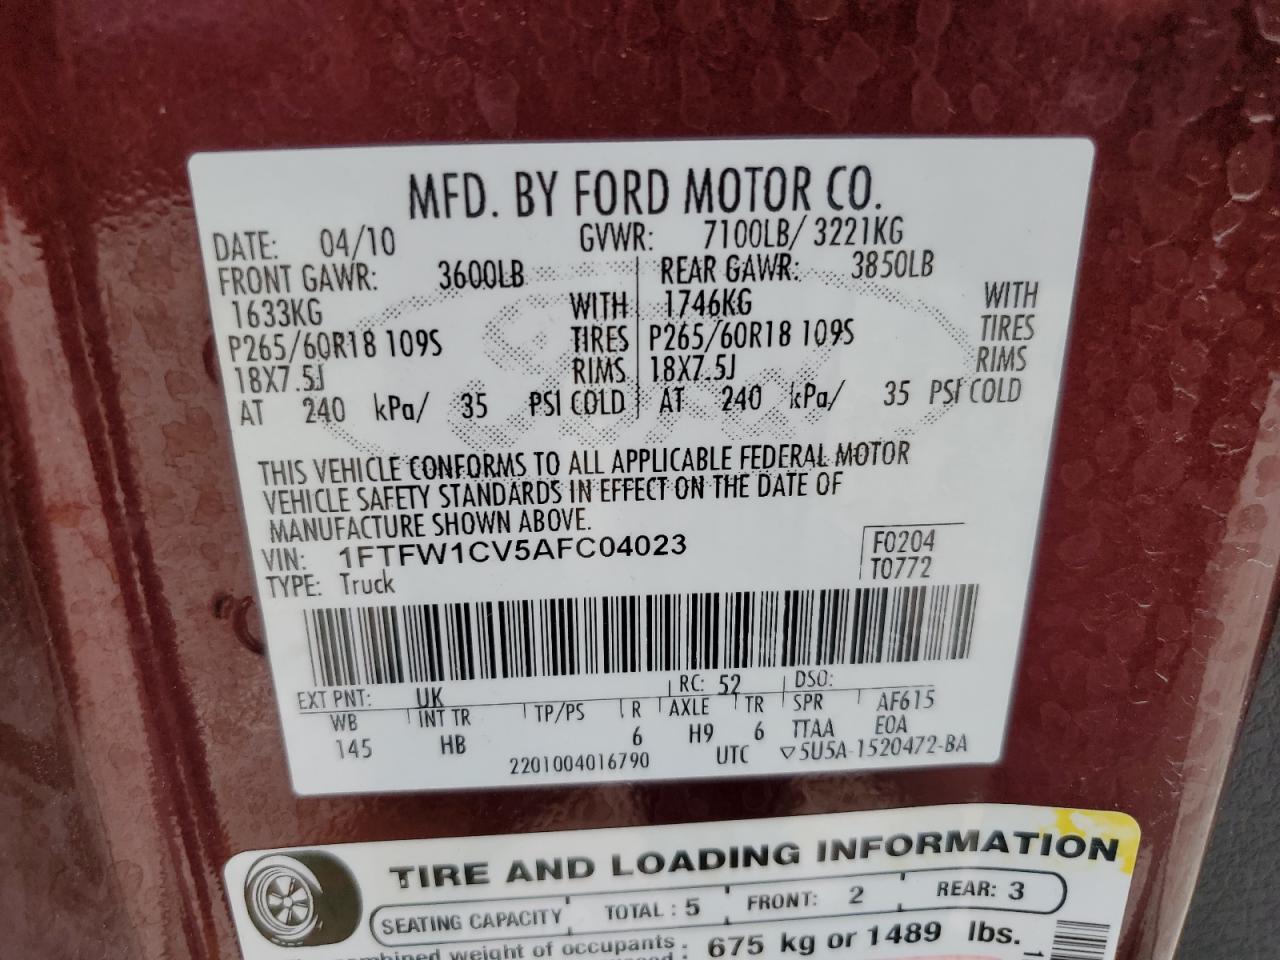 MFD. BY FORD MOTOR CO.
DATE: 04/10 GVWR: 7100LB/ 3221KG
FRONT GAWR: 3600LB REAR GAWR: 3850LB
1633KG WITH 1746KG WITH
P265/60R18 109S TIRES P265/60R18 109S TIRES
18X7.5J RIMS 18X7.5J RIMS
AT 240 kPa/ 35 PSI COLD AT 240 kPa/ 35 PSI COLD
THIS VEHICLE CONFORMS TO ALL APPLICABLE FEDERAL MOTOR
VEHICLE SAFETY STANDARDS IN EFFECT ON THE DATE OF
MANUFACTURE SHOWN ABOVE.
VIN: 1FTFW1CV5AFC04023 F0204
TYPE: Truck T0772
EXT PNT: UK RC: 52 DSO:
WB INT TR TP/PS R AXLE TR SPR AF615
145 HB 6 H9 6 TTAA EOA
2201004016790 UTC ▽5U5A-1520472-BA
TIRE AND LOADING INFORMATION
SEATING CAPACITY TOTAL : 5 FRONT: 2 REAR: 3
weight of occupants 675 kg or 1489 lbs.